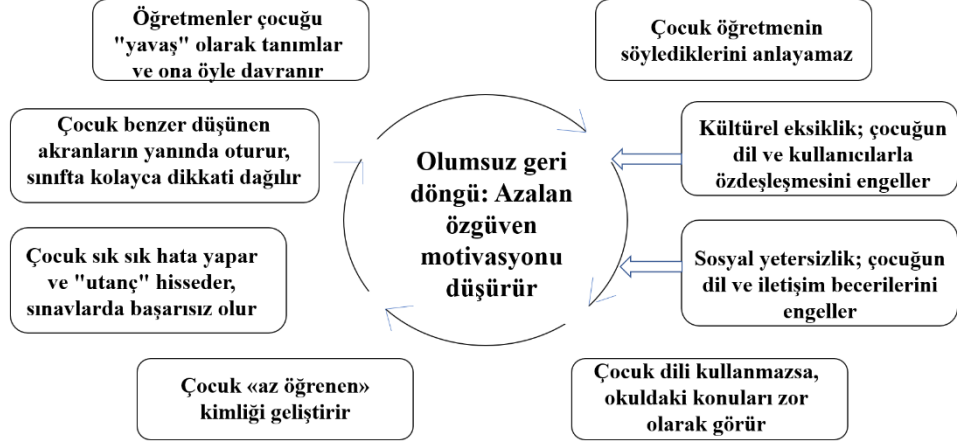 Öğretmenler çocuğu
"yavaş" olarak tanımlar
ve ona öyle davranır
Çocuk öğretmenin
söylediklerini anlayamaz
Çocuk benzer düşünen
akranların yanında oturur,
sınıfta kolayca dikkati dağılır
Kültürel eksiklik; çocuğun
dil ve kullanıcılarla
özdeşleşmesini engeller
Olumsuz geri
döngü: Azalan
özgüven
motivasyonu
düşürür
Çocuk sık sık hata yapar
ve "utanç" hisseder,
sınavlarda başarısız olur
Sosyal yetersizlik; çocuğun
dil ve iletişim becerilerini
engeller
Çocuk «az öğrenen»
kimliği geliştirir
Çocuk dili kullanmazsa,
okuldaki konuları zor
olarak görür